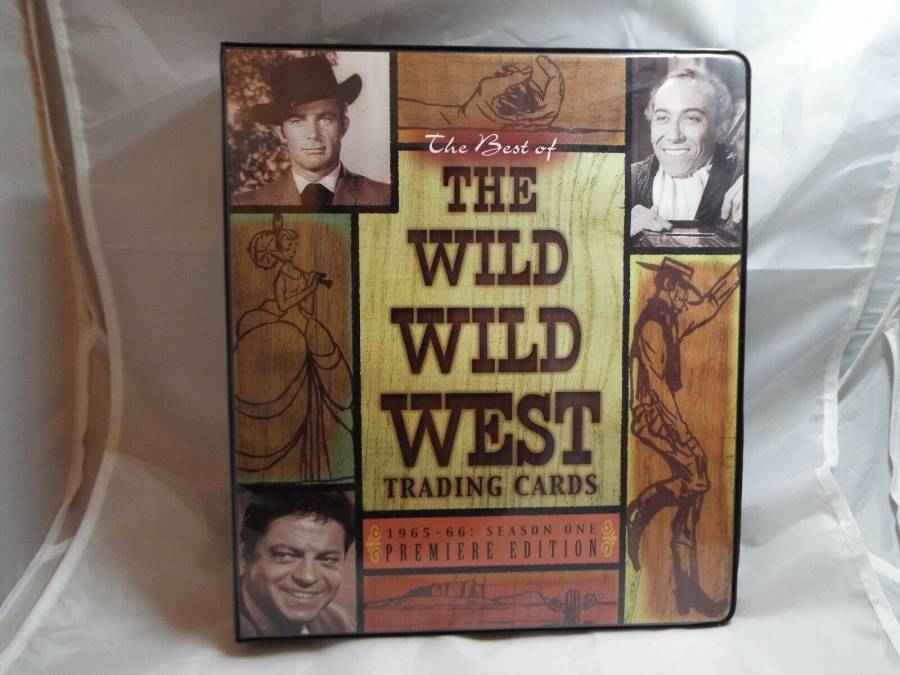 The Best of
THE
WILD
WILD
WEST
TRADING CARDS
1965-66: SEASON ONE
PREMIERE EDITION